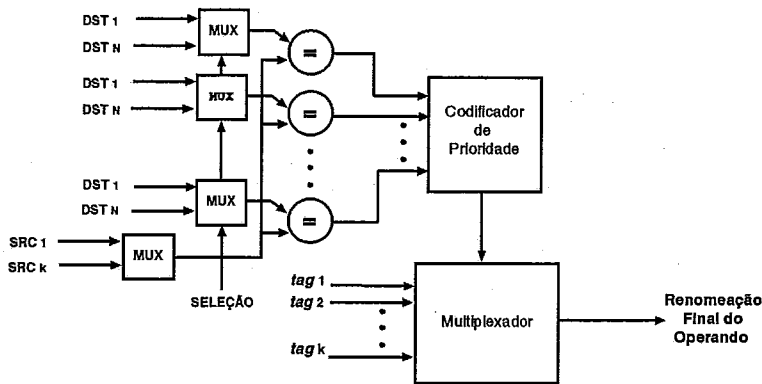 DST 1
MUX
DST N
=
DST 1
MUX
DST N
=
Codificador
de
Prioridade
DST 1
MUX
DST N
=
SRC 1
MUX
SRC k
SELEÇÃO
tag 1
tag 2
Multiplexador
tag k
Renomeação
Final do
Operando